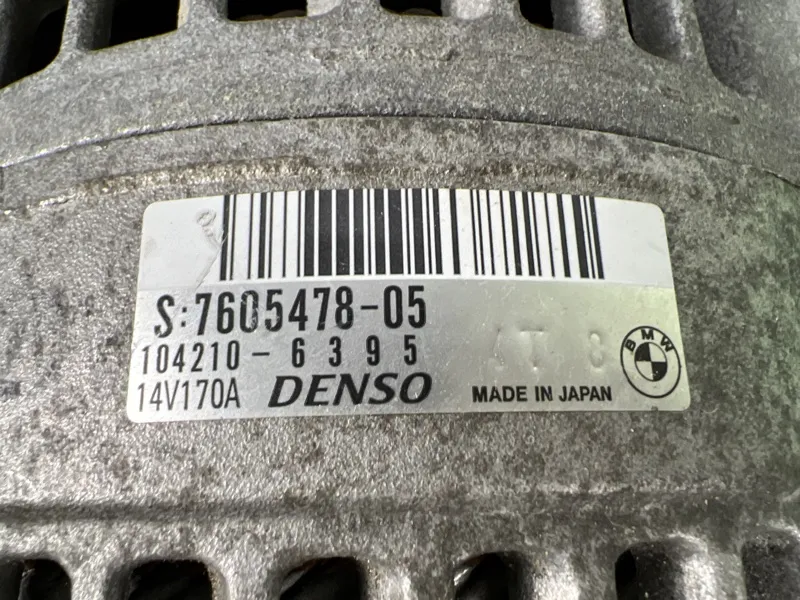 S:7605478-05
104210-6395
14V170A DENSO MADE IN JAPAN
BMW